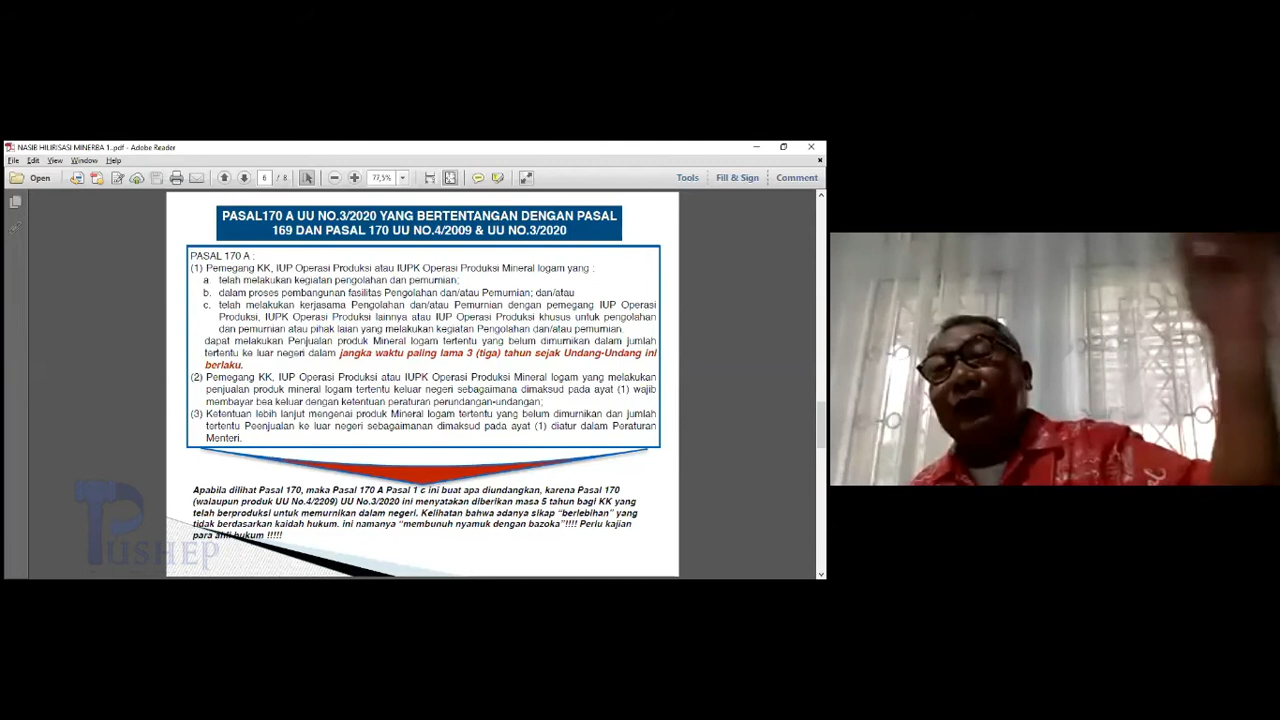 NASIB HILIRISASI MINERBA 1..pdf - Adobe Reader
File Edit View Window Help
Open 6 / 8 77,5% Tools Fill & Sign Comment
PASAL170 A UU NO.3/2020 YANG BERTENTANGAN DENGAN PASAL
169 DAN PASAL 170 UU NO.4/2009 & UU NO.3/2020
PASAL 170 A :
(1) Pemegang KK, IUP Operasi Produksi atau IUPK Operasi Produksi Mineral logam yang :
a. telah melakukan kegiatan pengolahan dan pemurnian;
b. dalam proses pembangunan fasilitas Pengolahan dan/atau Pemurnian; dan/atau
c. telah melakukan kerjasama Pengolahan dan/atau Pemurnian dengan pemegang IUP Operasi
Produksi, IUPK Operasi Produksi lainnya atau IUP Operasi Produksi khusus untuk pengolahan
dan pemurnian atau pihak laian yang melakukan kegiatan Pengolahan dan/atau pemurnian.
dapat melakukan Penjualan produk Mineral logam tertentu yang belum dimurnikan dalam jumlah
tertentu ke luar negeri dalam jangka waktu paling lama 3 (tiga) tahun sejak Undang-Undang ini
berlaku.
(2) Pemegang KK, IUP Operasi Produksi atau IUPK Operasi Produksi Mineral logam yang melakukan
penjualan produk mineral logam tertentu keluar negeri sebagaimana dimaksud pada ayat (1) wajib
membayar bea keluar dengan ketentuan peraturan perundangan-undangan;
(3) Ketentuan lebih lanjut mengenai produk Mineral logam tertentu yang belum dimurnikan dan jumlah
tertentu Peenjualan ke luar negeri sebagaimanan dimaksud pada ayat (1) diatur dalam Peraturan
Menteri.
Apabila dilihat Pasal 170, maka Pasal 170 A Pasal 1 c ini buat apa diundangkan, karena Pasal 170
(walaupun produk UU No.4/2209) UU No.3/2020 ini menyatakan diberikan masa 5 tahun bagi KK yang
telah berproduksi untuk memurnikan dalam negeri. Kelihatan bahwa adanya sikap “berlebihan” yang
tidak berdasarkan kaidah hukum. ini namanya “membunuh nyamuk dengan bazoka”!!!! Perlu kajian
para ahli hukum !!!!!
PUSHEP